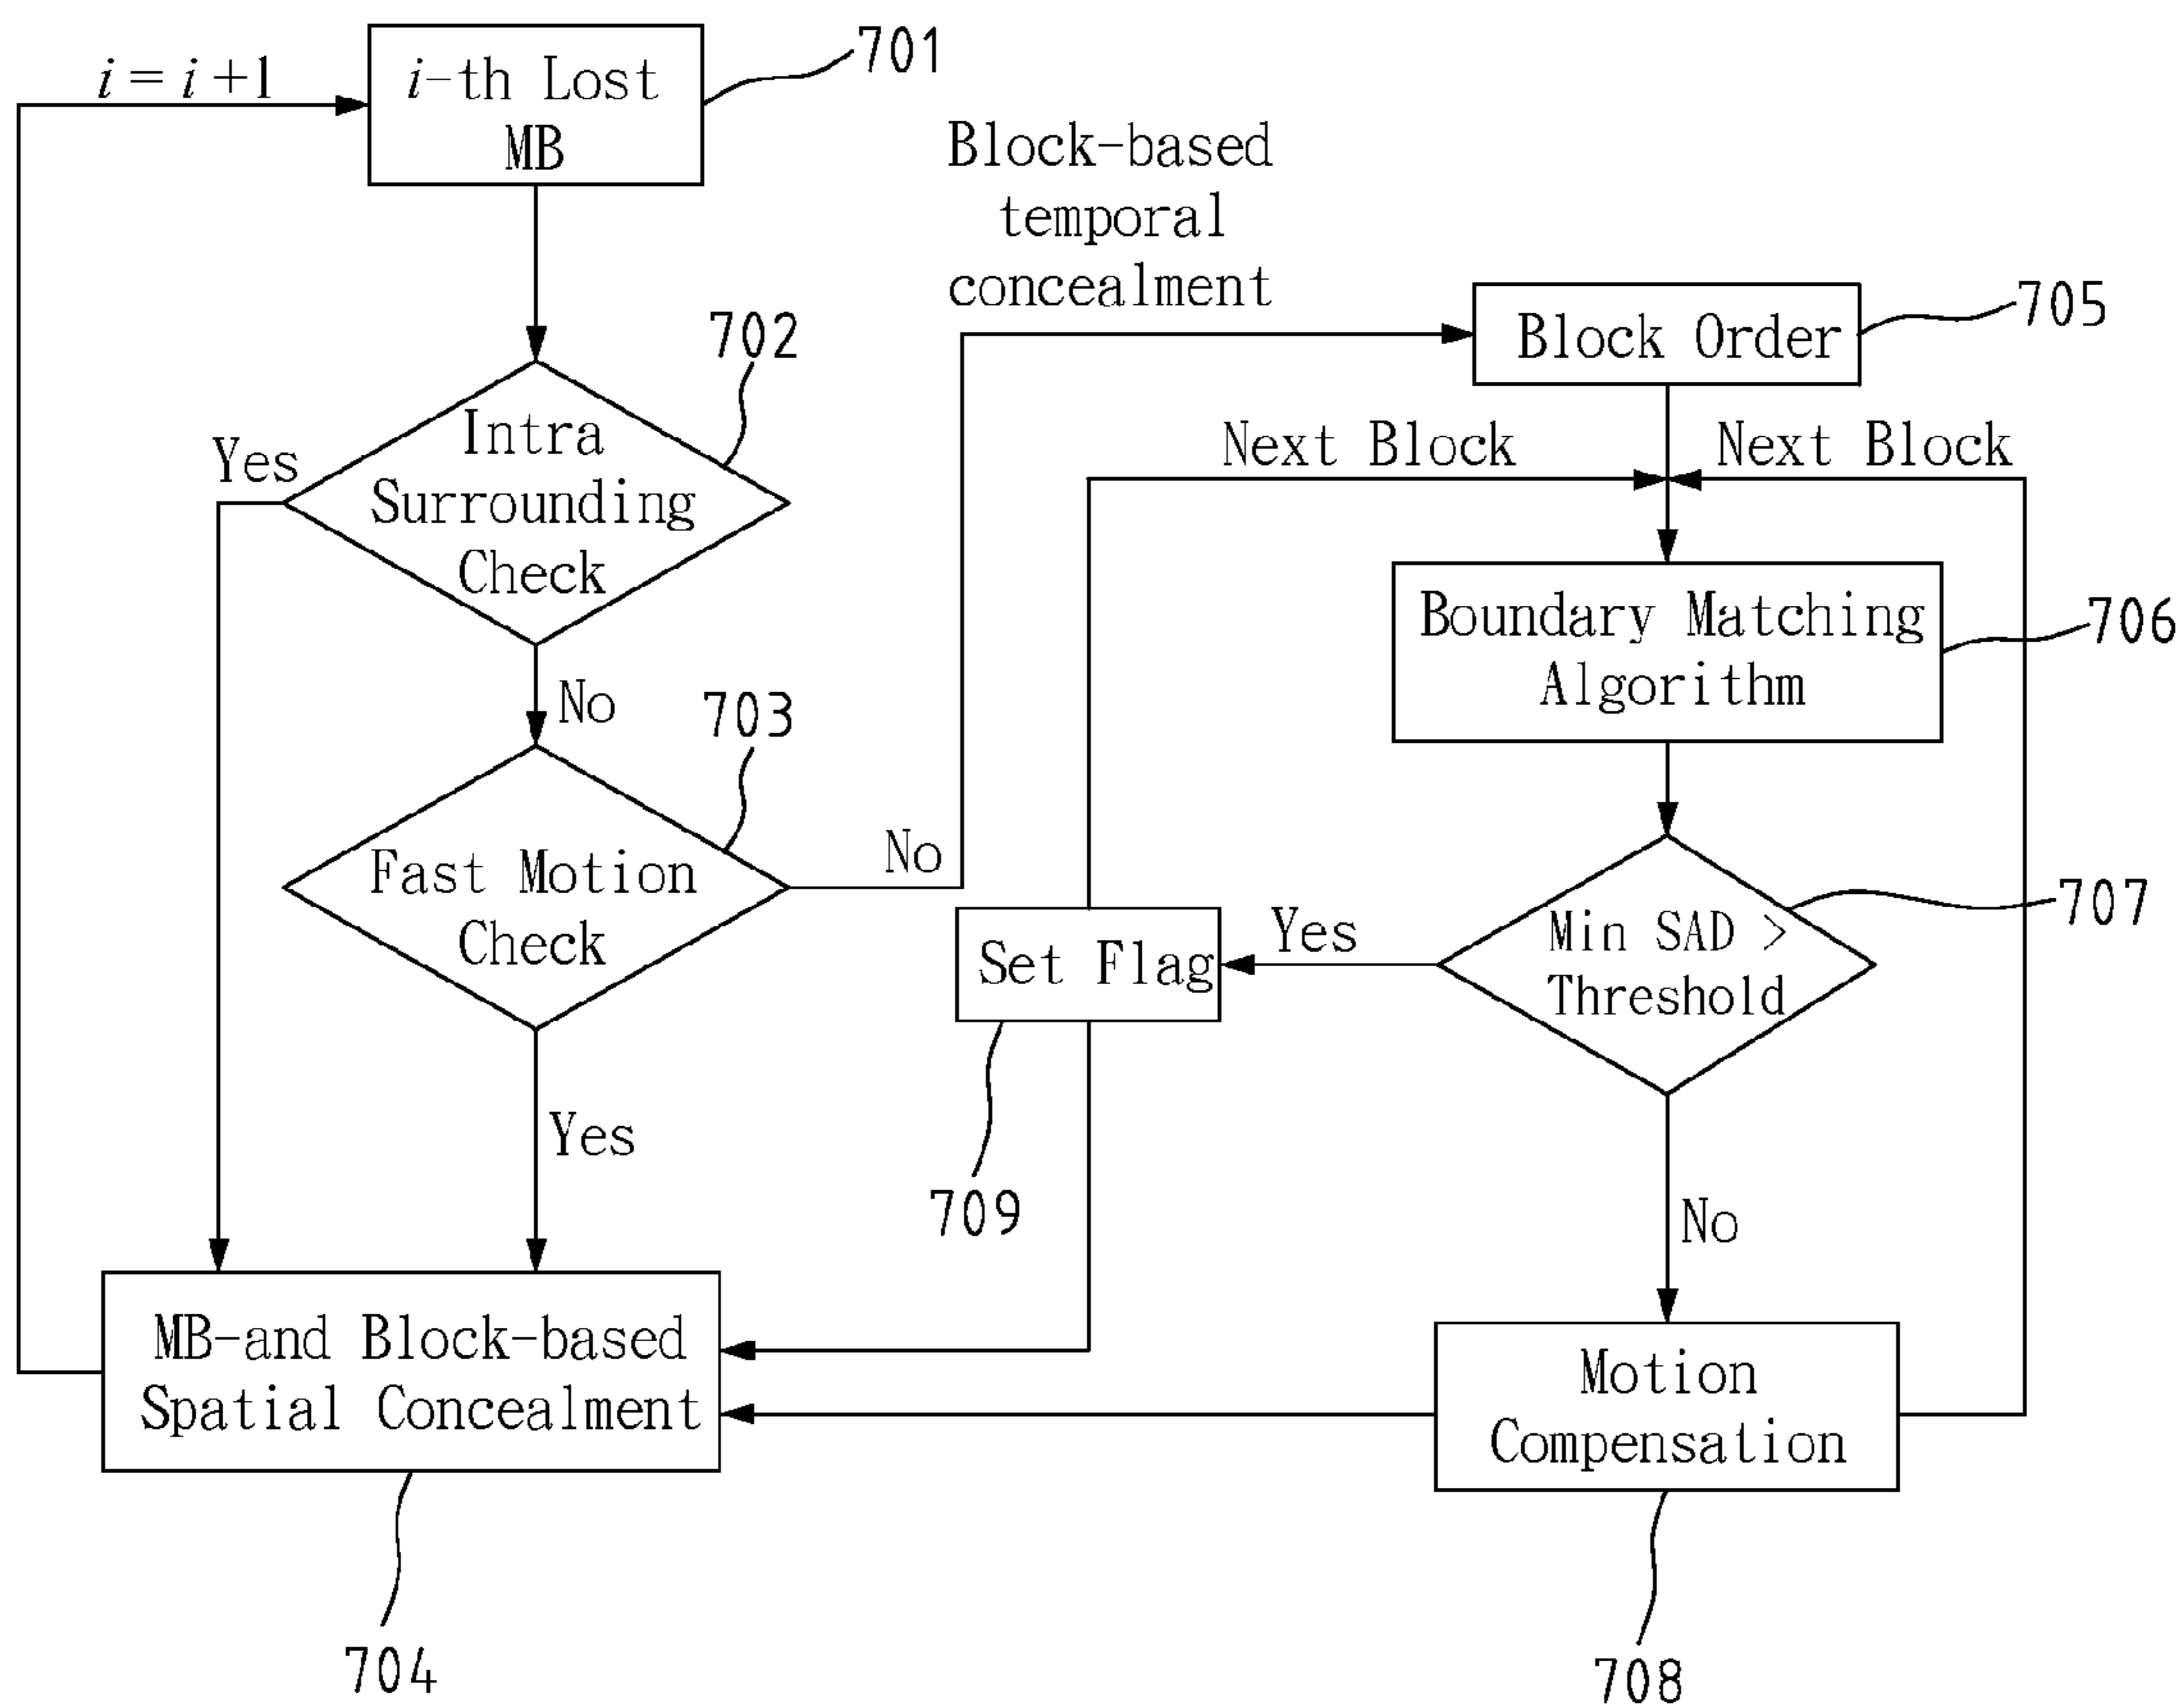 i = i +1
i-th Lost
MB
701
Block-based
temporal
concealment
702
Intra
Surrounding
Check
Yes
No
703
Fast Motion
Check
No
Yes
MB-and Block-based
Spatial Concealment
704
Block Order
705
Next Block
Next Block
Boundary Matching
Algorithm
706
Min SAD >
Threshold
707
Yes
Set Flag
709
No
Motion
Compensation
708